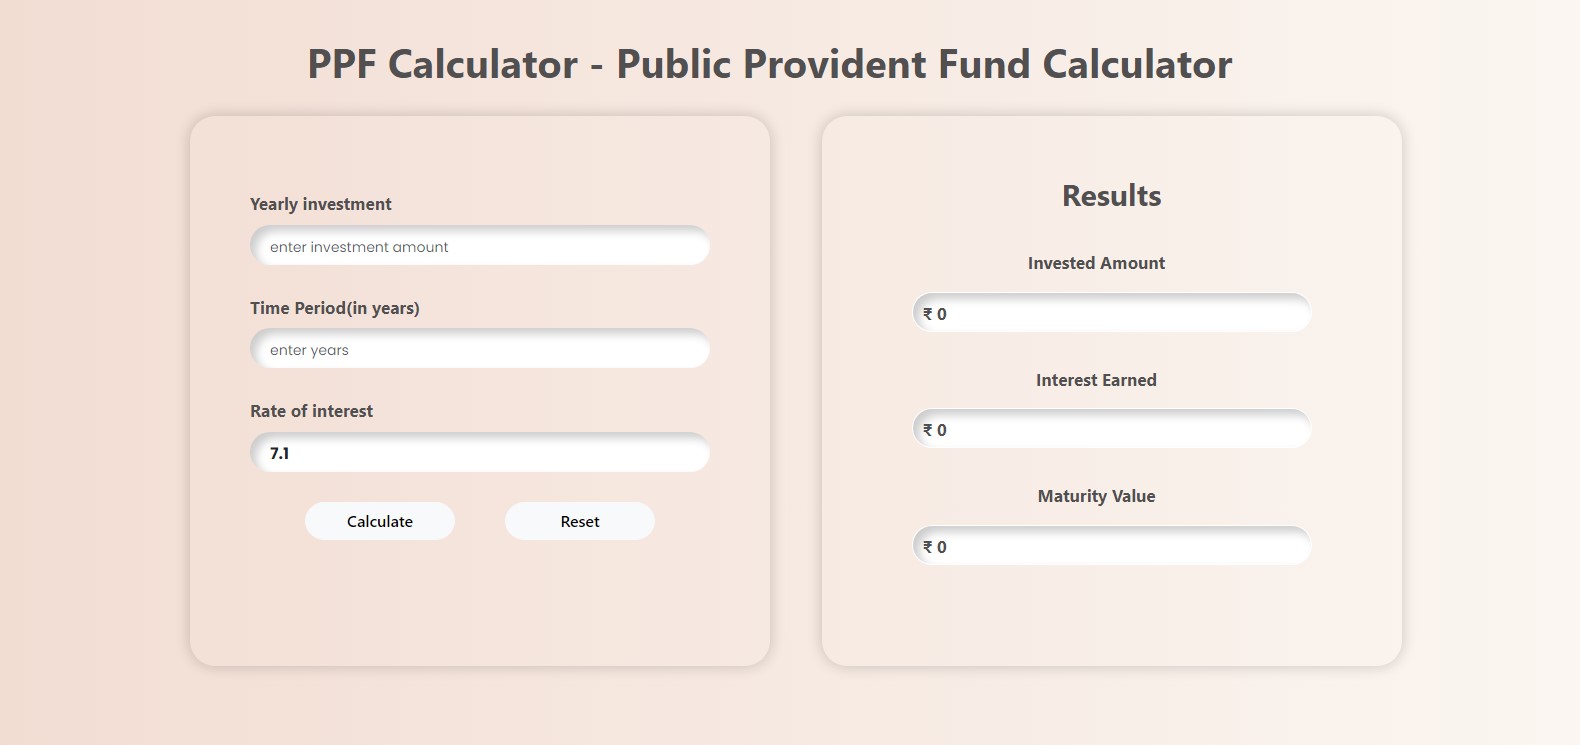 PPF Calculator - Public Provident Fund Calculator
Yearly investment
enter investment amount
Time Period(in years)
enter years
Rate of interest
7.1
Calculate
Reset
Results
Invested Amount
₹ 0
Interest Earned
₹ 0
Maturity Value
₹ 0